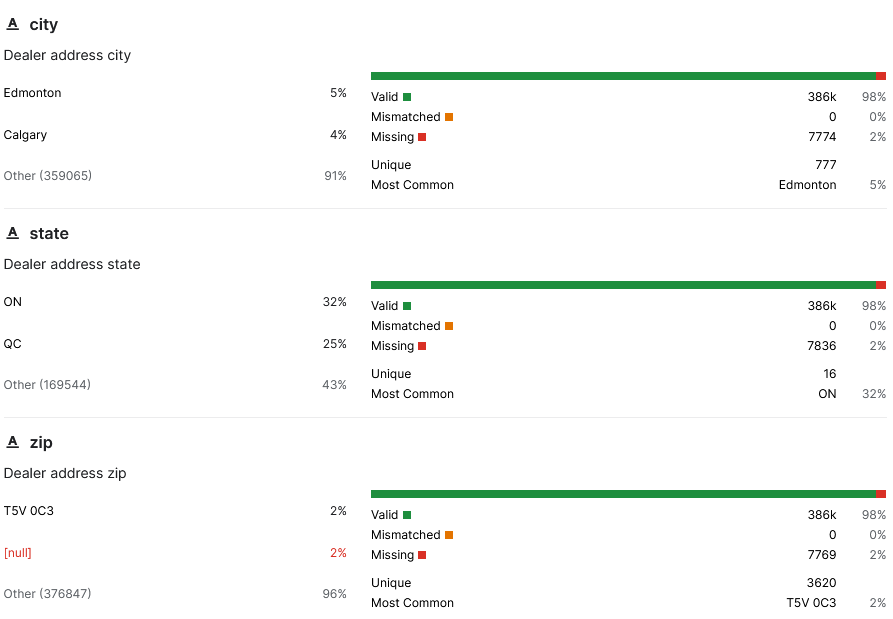 A city
Dealer address city
Edmonton 5%
Calgary 4%
Other (359065) 91%
Valid 386k 98%
Mismatched 0 0%
Missing 7774 2%
Unique 777
Most Common Edmonton 5%
A state
Dealer address state
ON 32%
QC 25%
Other (169544) 43%
Valid 386k 98%
Mismatched 0 0%
Missing 7836 2%
Unique 16
Most Common ON 32%
A zip
Dealer address zip
T5V 0C3 2%
[null] 2%
Other (376847) 96%
Valid 386k 98%
Mismatched 0 0%
Missing 7769 2%
Unique 3620
Most Common T5V 0C3 2%